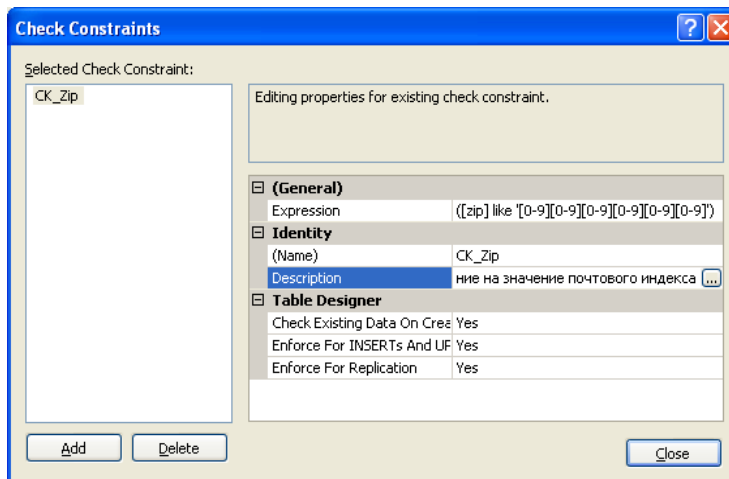 Check Constraints
Selected Check Constraint:
CK_Zip
Editing properties for existing check constraint.
(General)
Expression ([zip] like '[0-9][0-9][0-9][0-9][0-9][0-9]')
Identity
(Name) CK_Zip
Description ние на значение почтового индекса ...
Table Designer
Check Existing Data On Crea Yes
Enforce For INSERTs And UP Yes
Enforce For Replication Yes
Add Delete
Close